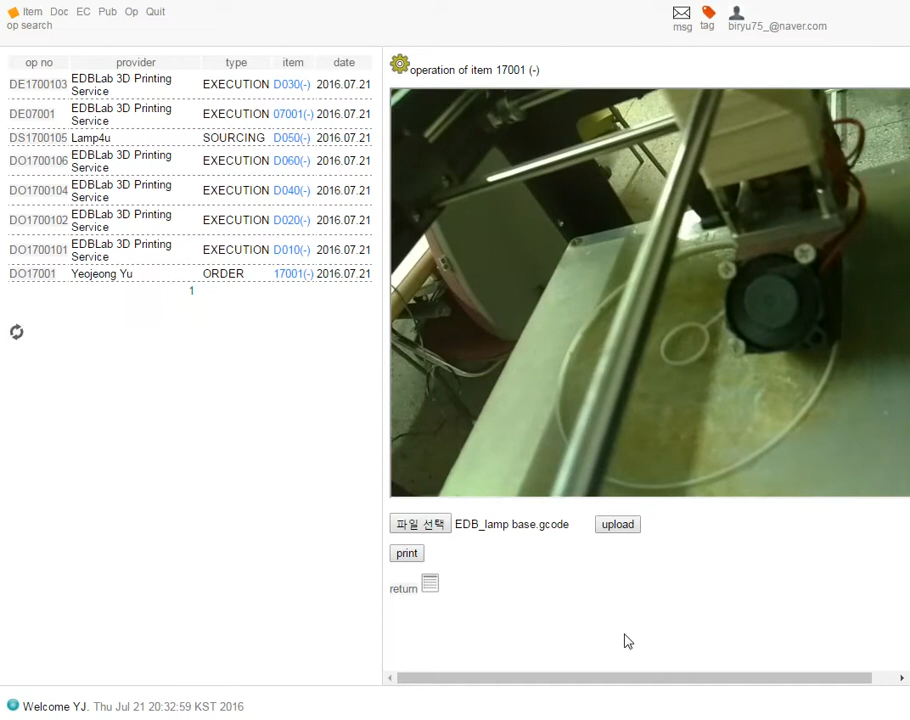 Item Doc EC Pub Op Quit
op search
msg tag biryu75_@naver.com
op no provider type item date
DE1700103 EDBLab 3D Printing Service EXECUTION D030(-) 2016.07.21
DE07001 EDBLab 3D Printing Service EXECUTION 07001(-) 2016.07.21
DS1700105 Lamp4u SOURCING D050(-) 2016.07.21
DO1700106 EDBLab 3D Printing Service EXECUTION D060(-) 2016.07.21
DO1700104 EDBLab 3D Printing Service EXECUTION D040(-) 2016.07.21
DO1700102 EDBLab 3D Printing Service EXECUTION D020(-) 2016.07.21
DO1700101 EDBLab 3D Printing Service EXECUTION D010(-) 2016.07.21
DO17001 Yeojeong Yu ORDER 17001(-) 2016.07.21
1
operation of item 17001 (-)
파일 선택 EDB_lamp base.gcode upload
print
return
Welcome YJ. Thu Jul 21 20:32:59 KST 2016